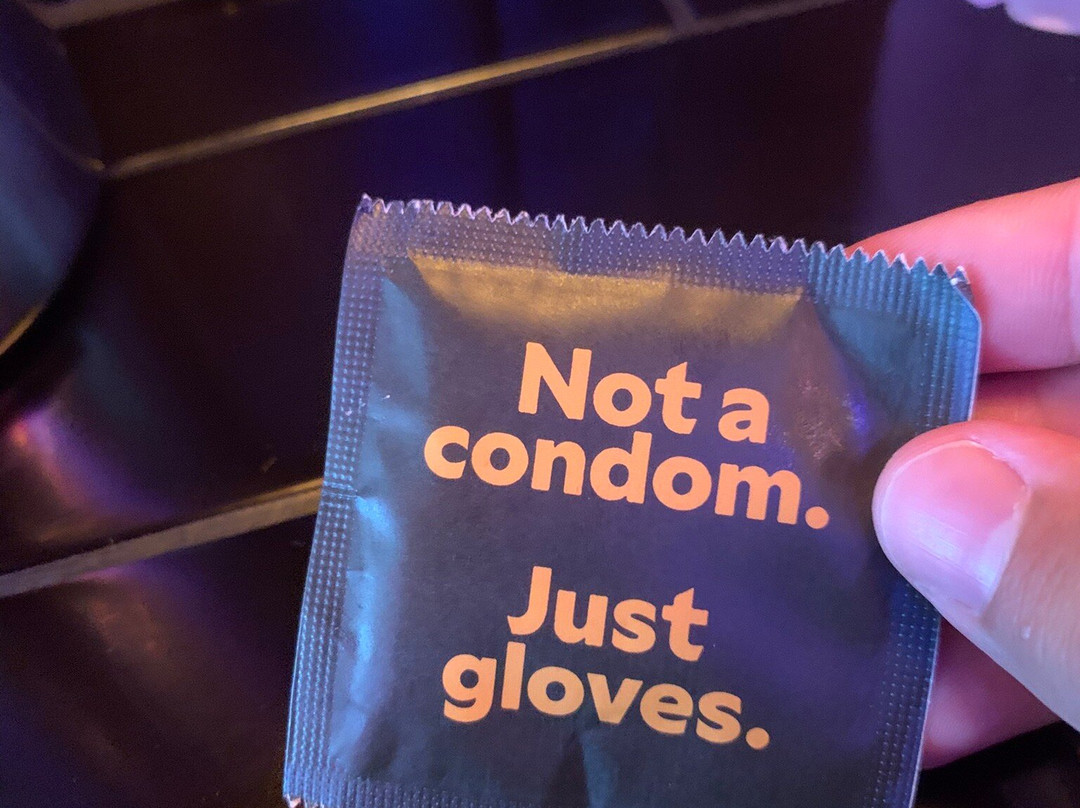 Not a
condom.
Just
gloves.